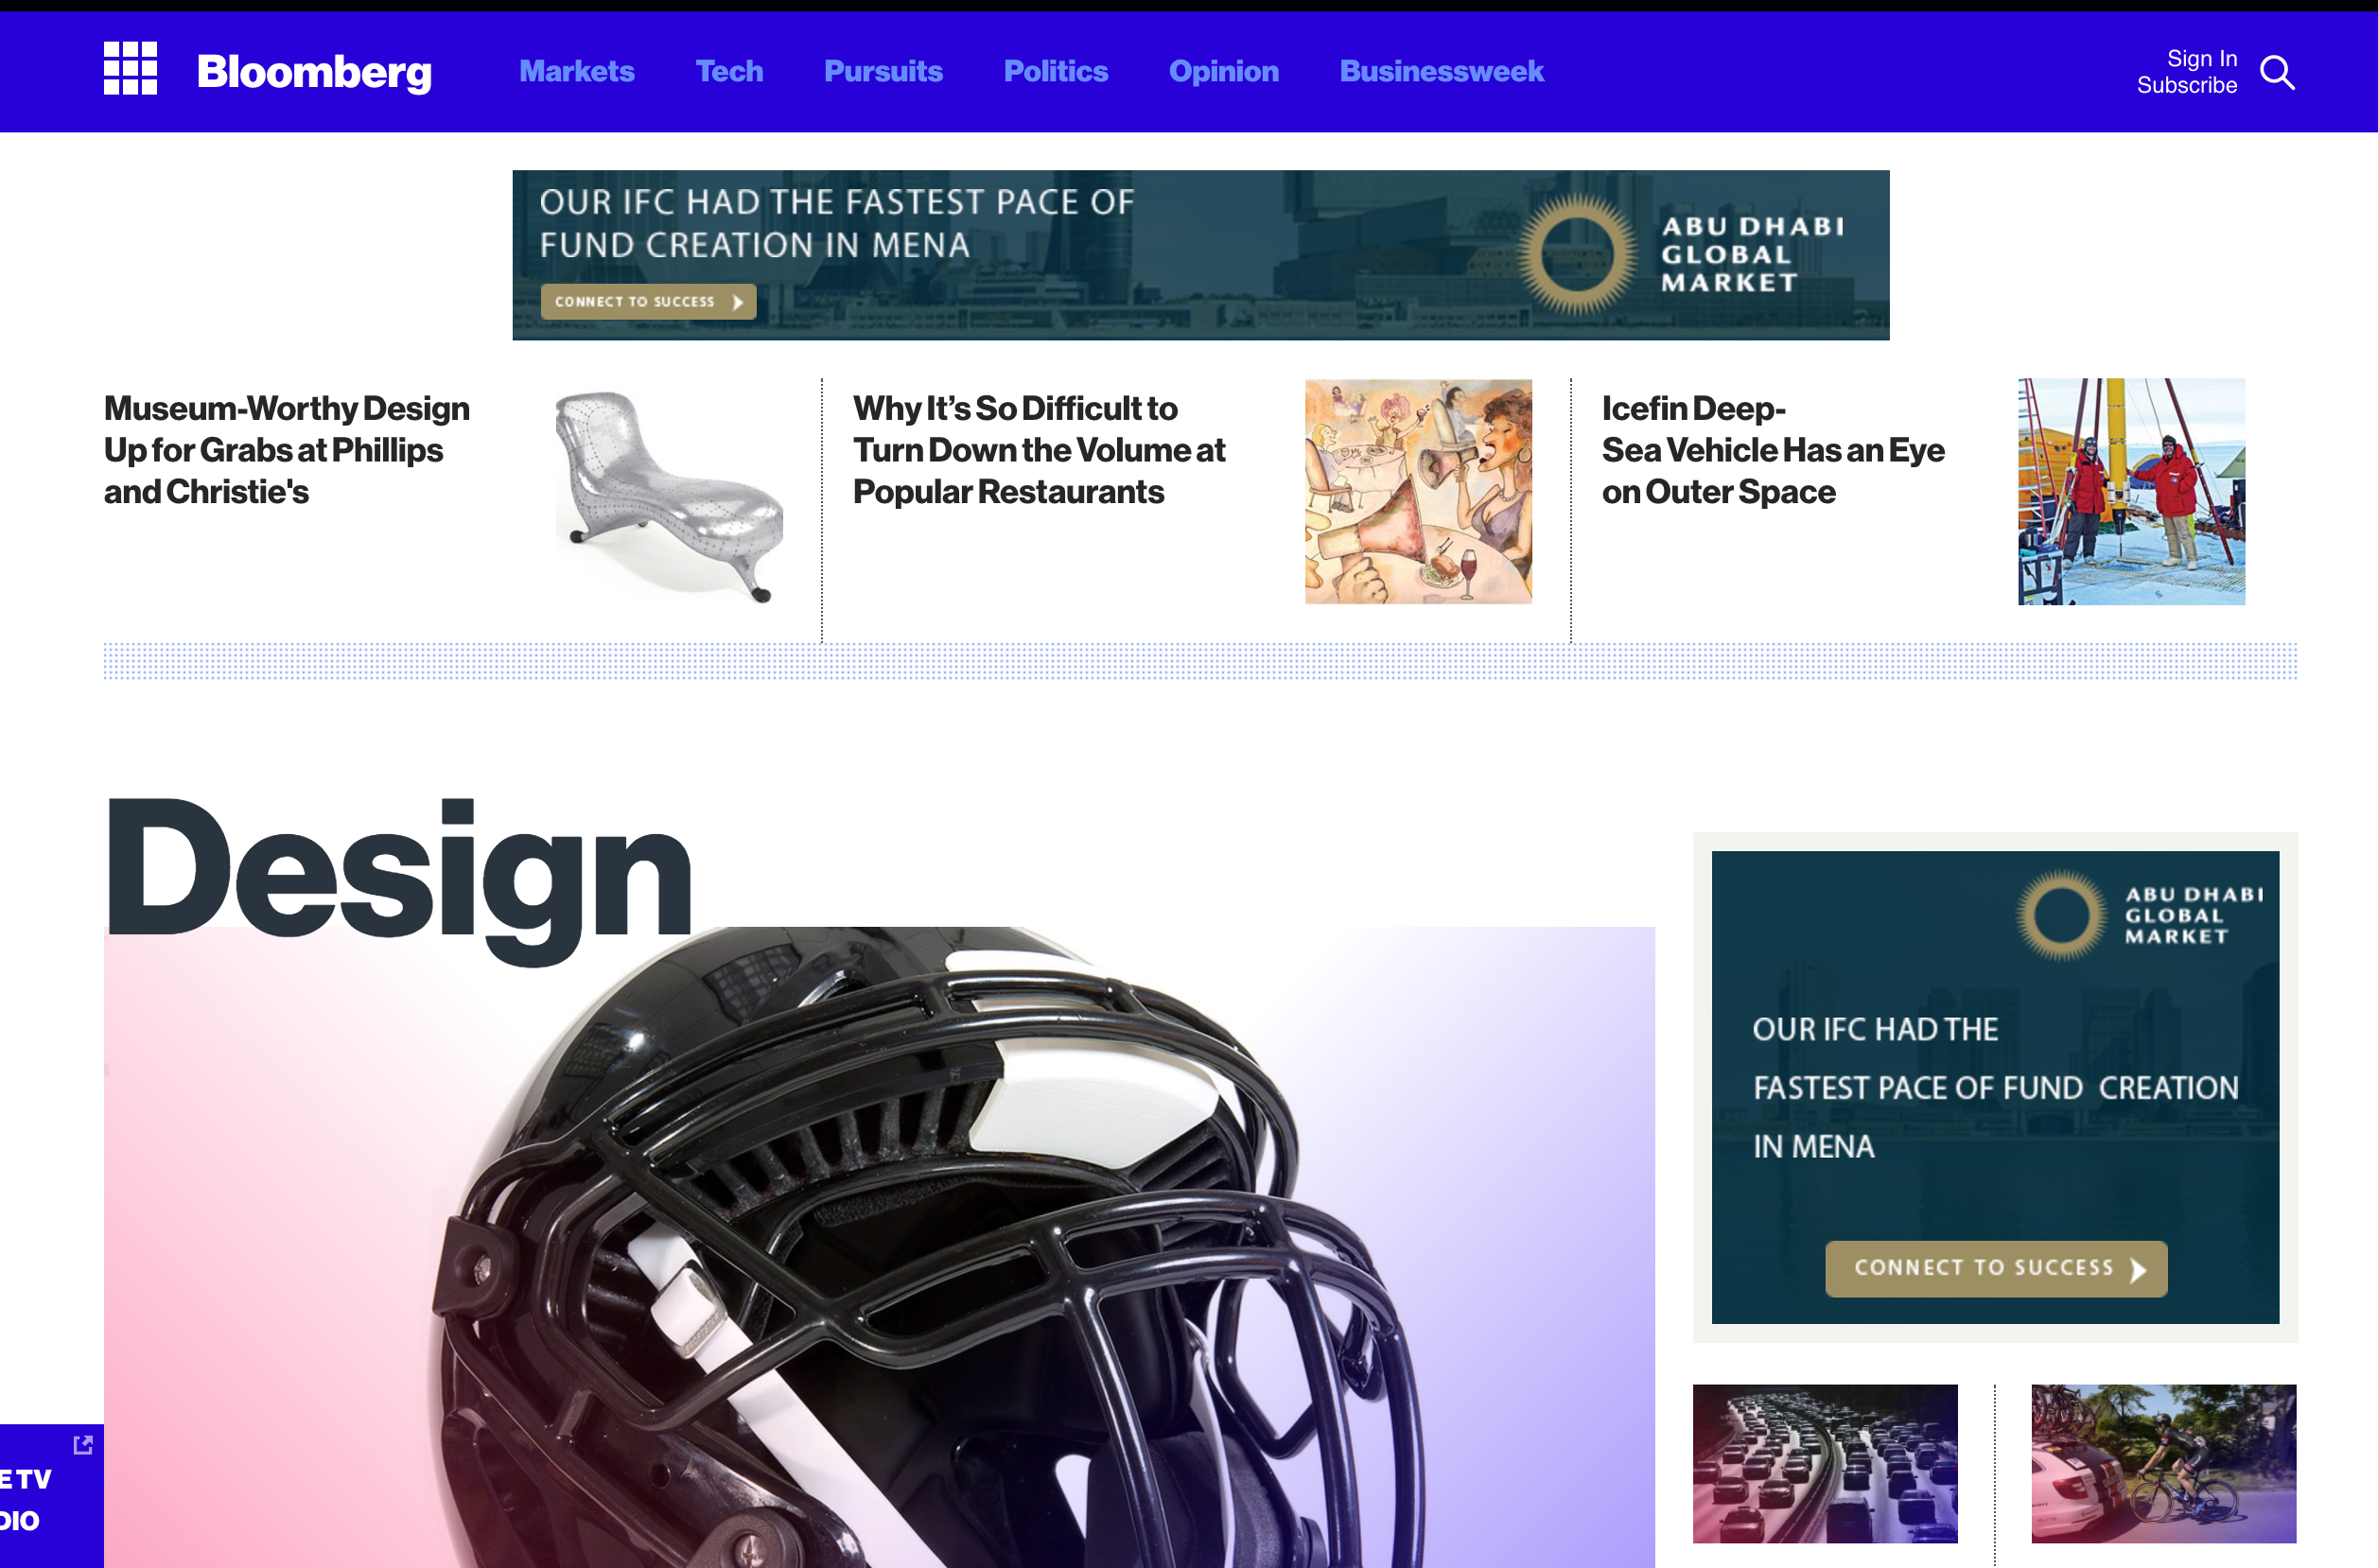 Bloomberg
Markets
Tech
Pursuits
Politics
Opinion
Businessweek
Sign In
Subscribe
OUR IFC HAD THE FASTEST PACE OF
FUND CREATION IN MENA
CONNECT TO SUCCESS
ABU DHABI
GLOBAL
MARKET
Museum-Worthy Design
Up for Grabs at Phillips
and Christie's
Why It’s So Difficult to
Turn Down the Volume at
Popular Restaurants
Icefin Deep-
Sea Vehicle Has an Eye
on Outer Space
Design
ABU DHABI
GLOBAL
MARKET
OUR IFC HAD THE
FASTEST PACE OF FUND CREATION
IN MENA
CONNECT TO SUCCESS
E TV
DIO